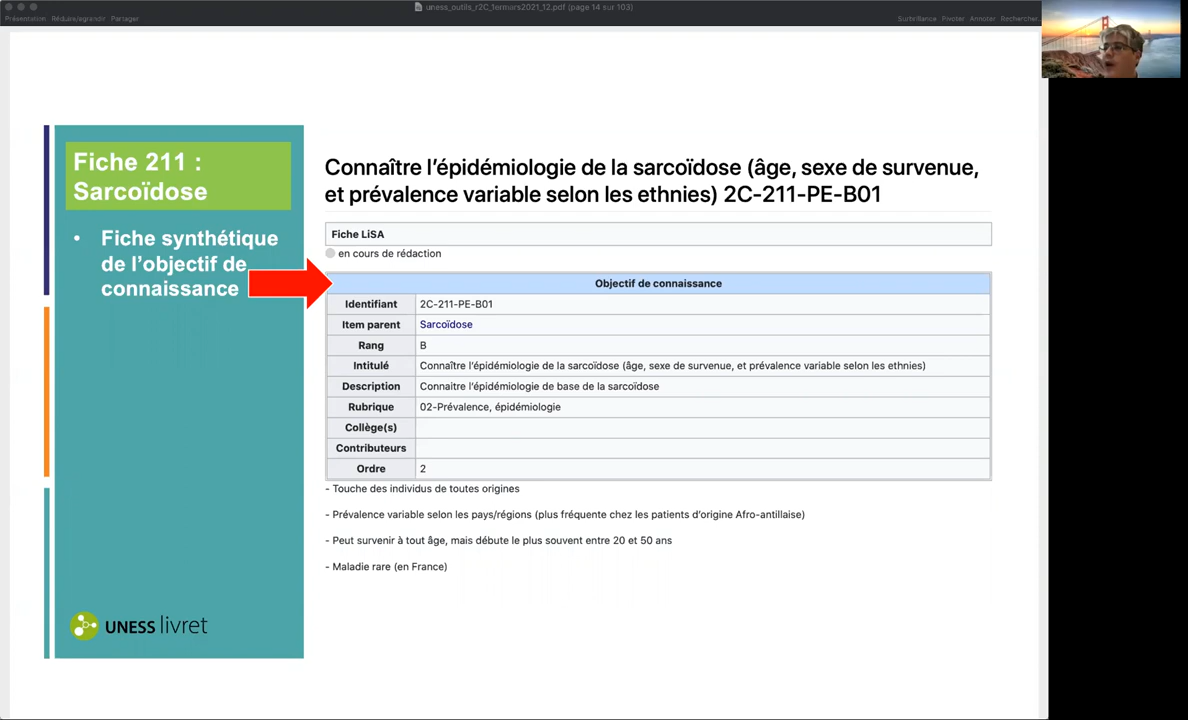 uness_outils_r2C_1ermars2021_12.pdf (page 14 sur 103)
Présentation Réduire/agrandir Partager
Surbrillance Pivoter Annoter Rechercher
Fiche 211 :
Sarcoïdose
• Fiche synthétique
de l'objectif de
connaissance
Connaître l'épidémiologie de la sarcoïdose (âge, sexe de survenue,
et prévalence variable selon les ethnies) 2C-211-PE-B01
Fiche LiSA
en cours de rédaction
Objectif de connaissance
Identifiant 2C-211-PE-B01
Item parent Sarcoïdose
Rang B
Intitulé Connaître l'épidémiologie de la sarcoïdose (âge, sexe de survenue, et prévalence variable selon les ethnies)
Description Connaitre l'épidémiologie de base de la sarcoïdose
Rubrique 02-Prévalence, épidémiologie
Collège(s)
Contributeurs
Ordre 2
- Touche des individus de toutes origines
- Prévalence variable selon les pays/régions (plus fréquente chez les patients d'origine Afro-antillaise)
- Peut survenir à tout âge, mais débute le plus souvent entre 20 et 50 ans
- Maladie rare (en France)
UNESS livret